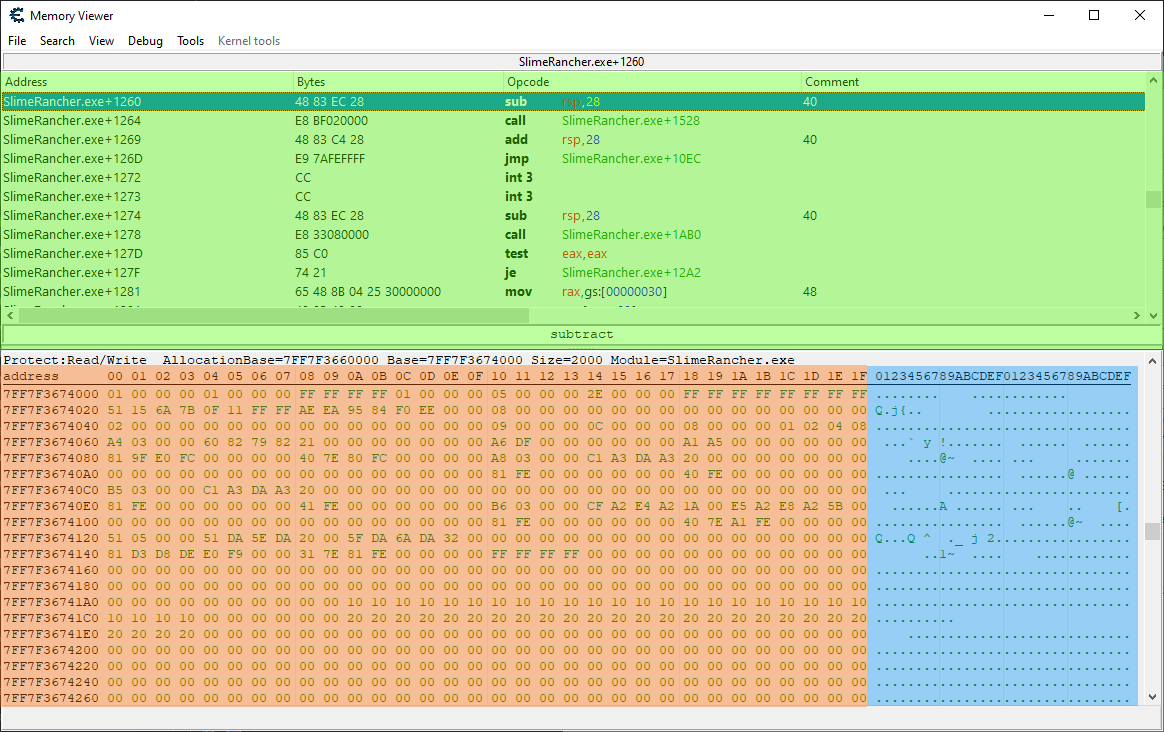 Memory Viewer
File Search View Debug Tools Kernel tools
SlimeRancher.exe+1260
Address Bytes Opcode Comment
SlimeRancher.exe+1260 48 83 EC 28 sub rsp,28 40
SlimeRancher.exe+1264 E8 BF020000 call SlimeRancher.exe+1528
SlimeRancher.exe+1269 48 83 C4 28 add rsp,28 40
SlimeRancher.exe+126D E9 7AFEFFFF jmp SlimeRancher.exe+10EC
SlimeRancher.exe+1272 CC int 3
SlimeRancher.exe+1273 CC int 3
SlimeRancher.exe+1274 48 83 EC 28 sub rsp,28 40
SlimeRancher.exe+1278 E8 33080000 call SlimeRancher.exe+1AB0
SlimeRancher.exe+127D 85 C0 test eax,eax
SlimeRancher.exe+127F 74 21 je SlimeRancher.exe+12A2
SlimeRancher.exe+1281 65 48 8B 04 25 30000000 mov rax,gs:[00000030] 48
subtract
Protect:Read/Write AllocationBase=7FF7F3660000 Base=7FF7F3674000 Size=2000 Module=SlimeRancher.exe
address 00 01 02 03 04 05 06 07 08 09 0A 0B 0C 0D 0E 0F 10 11 12 13 14 15 16 17 18 19 1A 1B 1C 1D 1E 1F 0123456789ABCDEF0123456789ABCDEF
7FF7F3674000 01 00 00 00 01 00 00 00 FF FF FF FF 01 00 00 00 05 00 00 00 2E 00 00 00 FF FF FF FF FF FF FF FF ........    ............
7FF7F3674020 51 15 6A 7B 0F 11 FF FF AE EA 95 84 F0 EE 00 00 08 00 00 00 00 00 00 00 00 00 00 00 00 00 00 00 Q.j{..        ..................
7FF7F3674040 02 00 00 00 00 00 00 00 00 00 00 00 00 00 00 00 09 00 00 00 0C 00 00 00 08 00 00 00 01 02 04 08 ................................
7FF7F3674060 A4 03 00 00 60 82 79 82 21 00 00 00 00 00 00 00 A6 DF 00 00 00 00 00 00 A1 A5 00 00 00 00 00 00  ...` y !.......  ......  ......
7FF7F3674080 81 9F E0 FC 00 00 00 00 40 7E 80 FC 00 00 00 00 A8 03 00 00 C1 A3 DA A3 20 00 00 00 00 00 00 00     ....@~  .... ...     .......
7FF7F36740A0 00 00 00 00 00 00 00 00 00 00 00 00 00 00 00 00 81 FE 00 00 00 00 00 00 40 FE 00 00 00 00 00 00 ................  ......@ ......
7FF7F36740C0 B5 03 00 00 C1 A3 DA A3 20 00 00 00 00 00 00 00 00 00 00 00 00 00 00 00 00 00 00 00 00 00 00 00  ...     .......................
7FF7F36740E0 81 FE 00 00 00 00 00 00 41 FE 00 00 00 00 00 00 B6 03 00 00 CF A2 E4 A2 1A 00 E5 A2 E8 A2 5B 00   ......A ...... ...    ..    [.
7FF7F3674100 00 00 00 00 00 00 00 00 00 00 00 00 00 00 00 00 81 FE 00 00 00 00 00 00 40 7E A1 FE 00 00 00 00 ................  ......@~  ....
7FF7F3674120 51 05 00 00 51 DA 5E DA 20 00 5F DA 6A DA 32 00 00 00 00 00 00 00 00 00 00 00 00 00 00 00 00 00 Q...Q ^  ._ j 2.................
7FF7F3674140 81 D3 D8 DE E0 F9 00 00 31 7E 81 FE 00 00 00 00 FF FF FF FF 00 00 00 00 00 00 00 00 00 00 00 00       ..1~  ....    ............
7FF7F3674160 00 00 00 00 00 00 00 00 00 00 00 00 00 00 00 00 00 00 00 00 00 00 00 00 00 00 00 00 00 00 00 00 ................................
7FF7F3674180 00 00 00 00 00 00 00 00 00 00 00 00 00 00 00 00 00 00 00 00 00 00 00 00 00 00 00 00 00 00 00 00 ................................
7FF7F36741A0 00 00 00 00 00 00 00 00 00 00 10 10 10 10 10 10 10 10 10 10 10 10 10 10 10 10 10 10 10 10 10 10 ................................
7FF7F36741C0 10 10 10 10 00 00 00 00 00 00 20 20 20 20 20 20 20 20 20 20 20 20 20 20 20 20 20 20 20 20 20 20 ..........
7FF7F36741E0 20 20 20 20 00 00 00 00 00 00 00 00 00 00 00 00 00 00 00 00 00 00 00 00 00 00 00 00 00 00 00 00     ............................
7FF7F3674200 00 00 00 00 00 00 00 00 00 00 00 00 00 00 00 00 00 00 00 00 00 00 00 00 00 00 00 00 00 00 00 00 ................................
7FF7F3674220 00 00 00 00 00 00 00 00 00 00 00 00 00 00 00 00 00 00 00 00 00 00 00 00 00 00 00 00 00 00 00 00 ................................
7FF7F3674240 00 00 00 00 00 00 00 00 00 00 00 00 00 00 00 00 00 00 00 00 00 00 00 00 00 00 00 00 00 00 00 00 ................................
7FF7F3674260 00 00 00 00 00 00 00 00 00 00 00 00 00 00 00 00 00 00 00 00 00 00 00 00 00 00 00 00 00 00 00 00 ................................